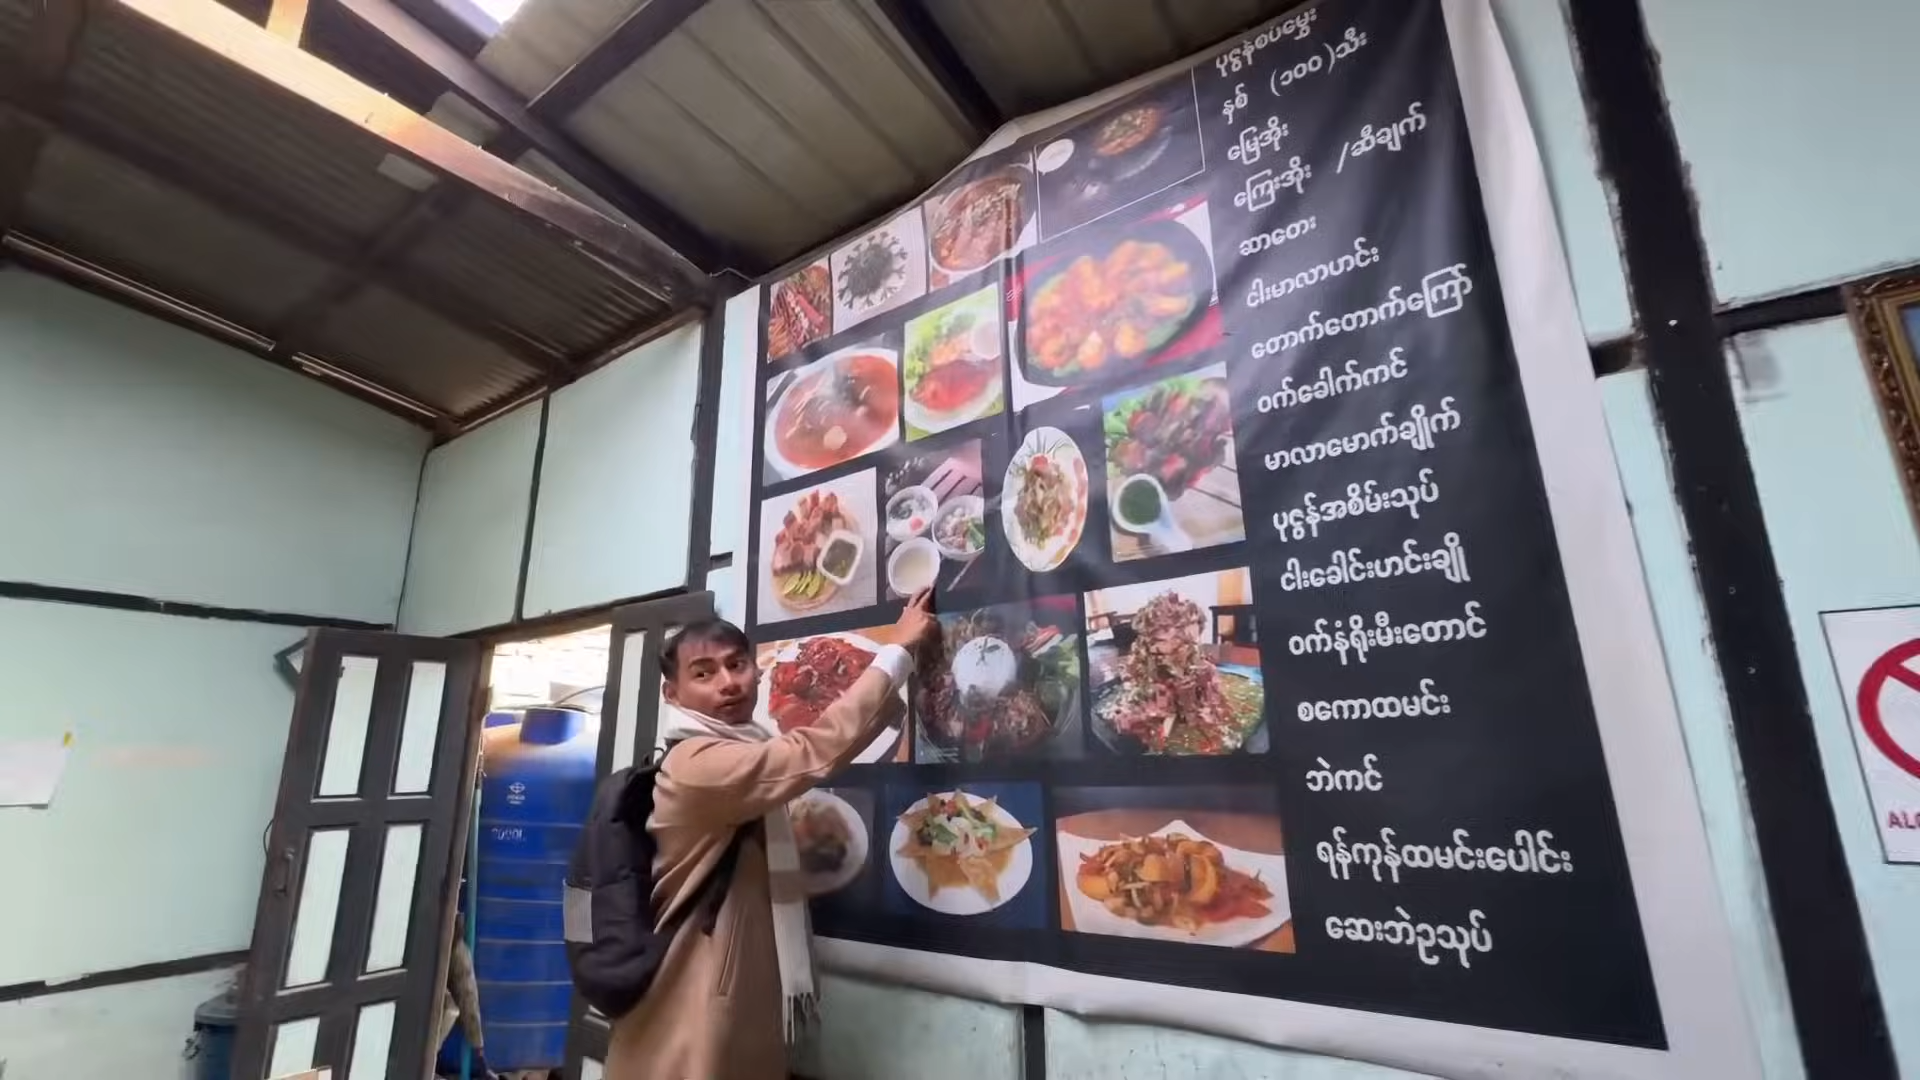 ပုဇွန်စပ်မွှေး
နှစ် (၁၀၀)သီး
မြေအိုး
ကြေးအိုး /ဆီချက်
ဆာတေး
ငါးမာလာဟင်း
တောက်တောက်ကြော်
ဝက်ခေါက်ကင်
မာလာမောက်ချိုက်
ပုဇွန်အစိမ်းသုပ်
ငါးခေါင်းဟင်းချို
ဝက်နံရိုးမီးတောင်
စကောထမင်း
ဘဲကင်
ရန်ကုန်ထမင်းပေါင်း
ဆေးဘဲဥသုပ်